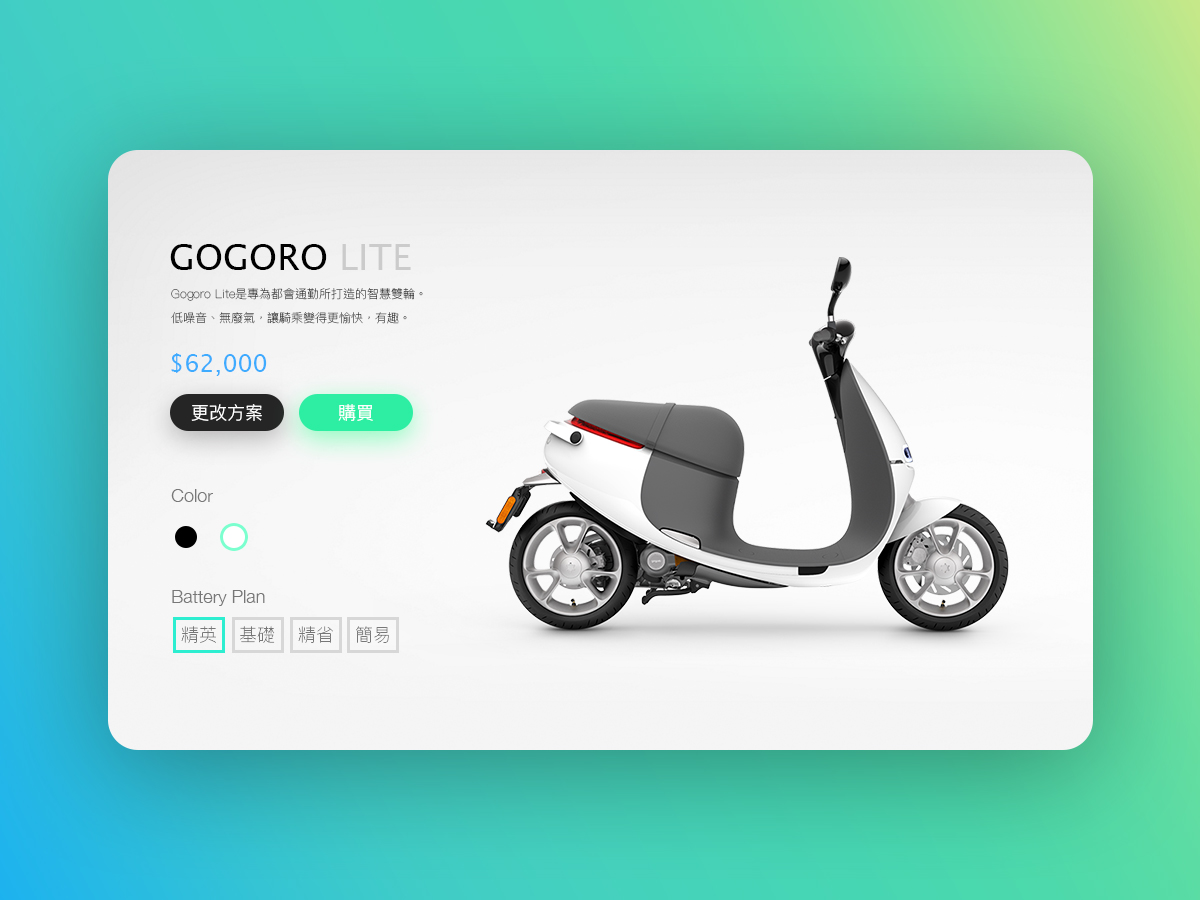 GOGORO LITE
Gogoro Lite是專為都會通勤所打造的智慧雙輪。
低噪音、無廢氣，讓騎乘變得更愉快，有趣。
$62,000
更改方案 購買
Color
Battery Plan
精英 基礎 精省 簡易